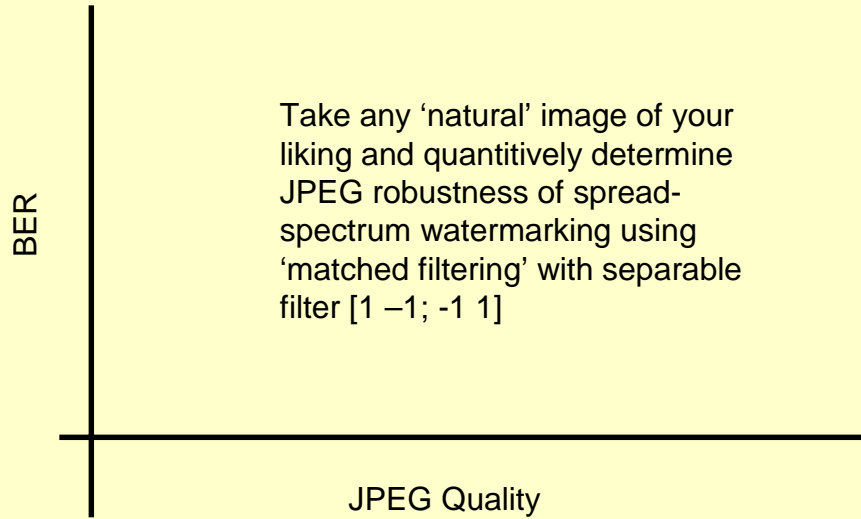 BER
Take any ‘natural’ image of your
liking and quantitively determine
JPEG robustness of spread-
spectrum watermarking using
‘matched filtering’ with separable
filter [1 –1; -1 1]
JPEG Quality